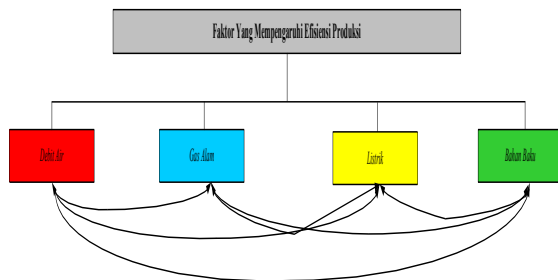 Faktor Yang Mempengaruhi Efisiensi Produksi
Debit Air
Gas Alam
Listrik
Bahan Baku